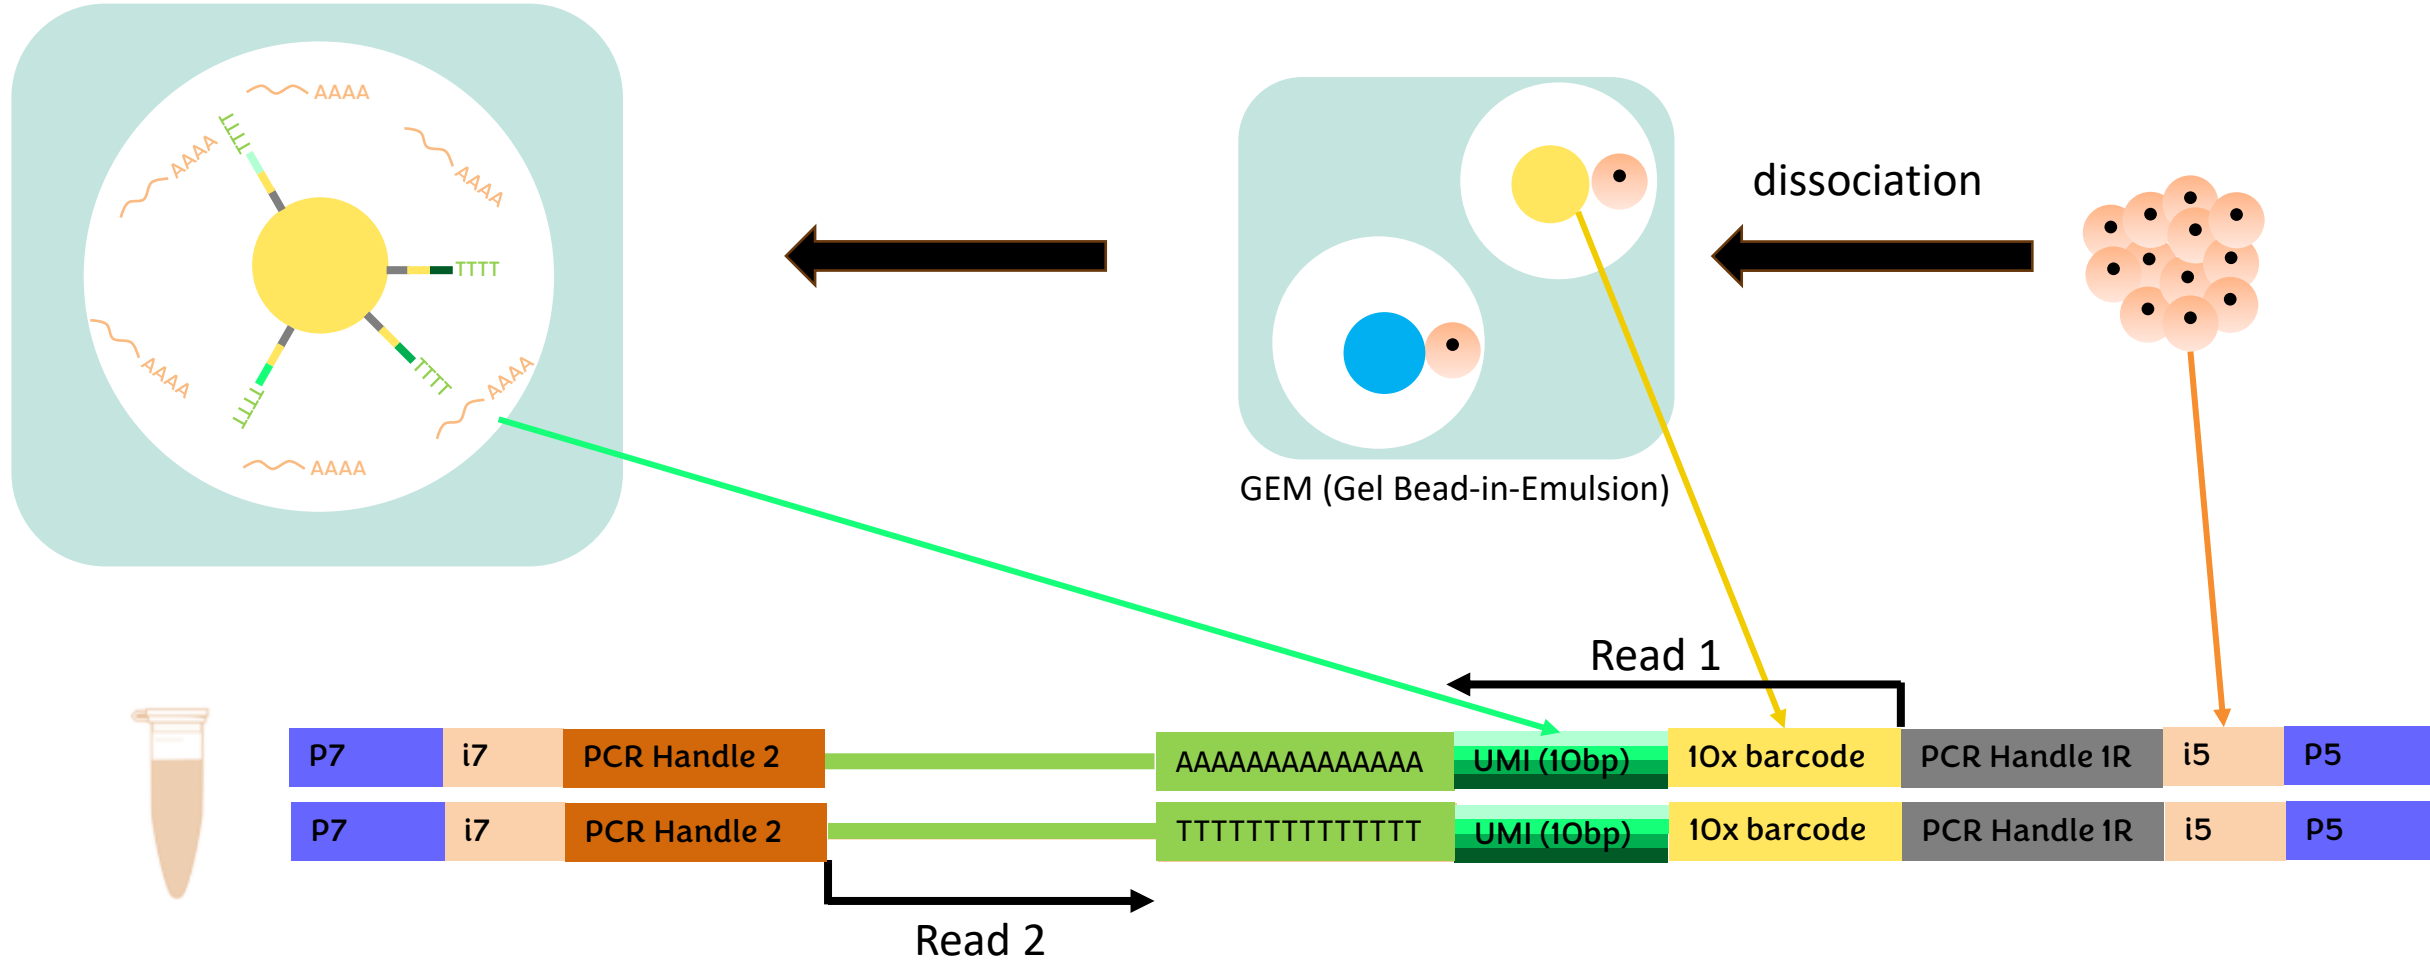 AAAA
TTTT
AAAA
AAAA
TTTT
TTTT
AAAA
AAAA
TTTT
AAAA
dissociation
GEM (Gel Bead-in-Emulsion)
Read 1
P7 i7 PCR Handle 2 AAAAAAAAAAAAAA UMI (10bp) 10x barcode PCR Handle 1R i5 P5
P7 i7 PCR Handle 2 TTTTTTTTTTTTTT UMI (10bp) 10x barcode PCR Handle 1R i5 P5
Read 2